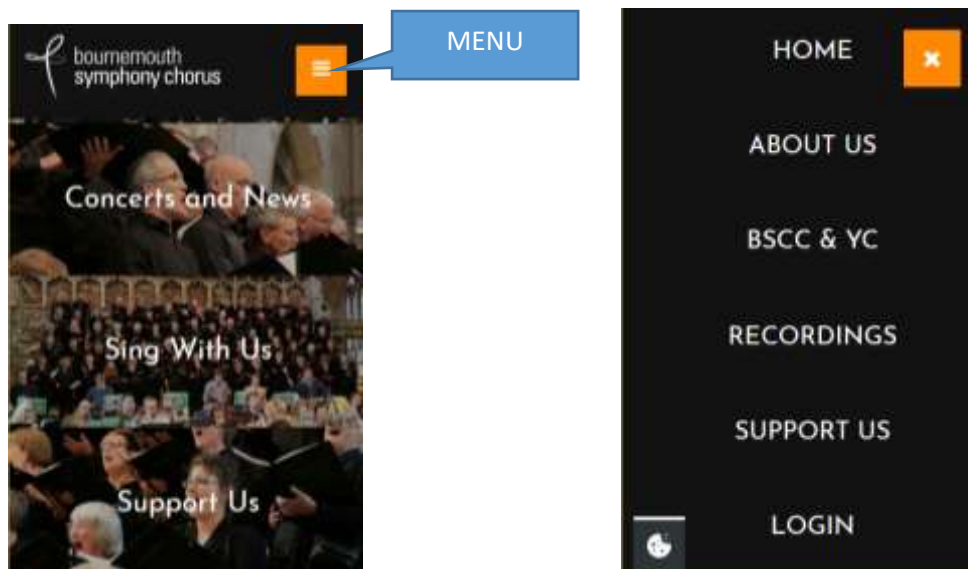 bournemouth
symphony chorus
MENU
Concerts and News
Sing With Us
Support Us
HOME
ABOUT US
BSCC & YC
RECORDINGS
SUPPORT US
LOGIN